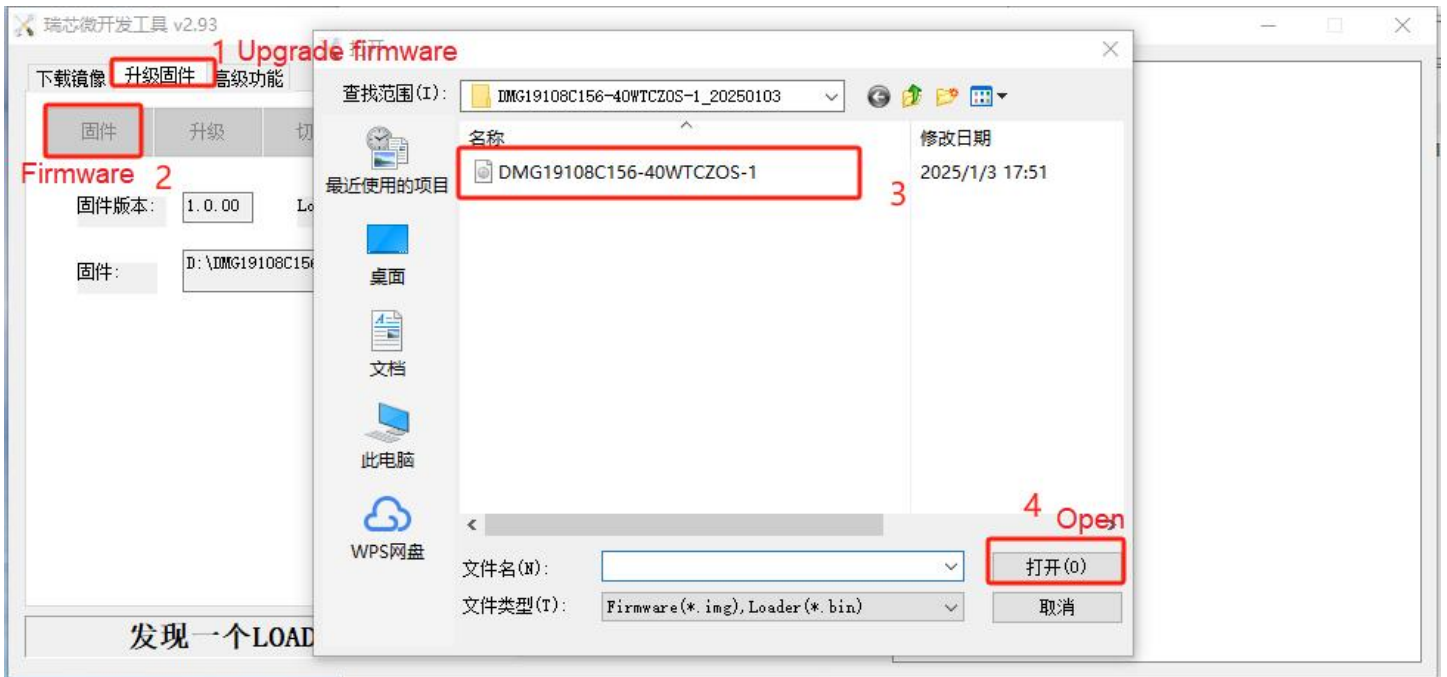 瑞芯微开发工具 v2.93
1 Upgrade firmware
打开
下载镜像 升级固件 高级功能
固件 升级 切
Firmware 2
固件版本: 1.0.00 Lo
固件: D:\DMG19108C156
查找范围(I): DMG19108C156-40WTCZOS-1_20250103
名称 修改日期
DMG19108C156-40WTCZOS-1 2025/1/3 17:51
3
最近使用的项目
桌面
文档
此电脑
WPS网盘
4 Open
文件名(N): 打开(O)
文件类型(T): Firmware(*.img),Loader(*.bin) 取消
发现一个LOAD